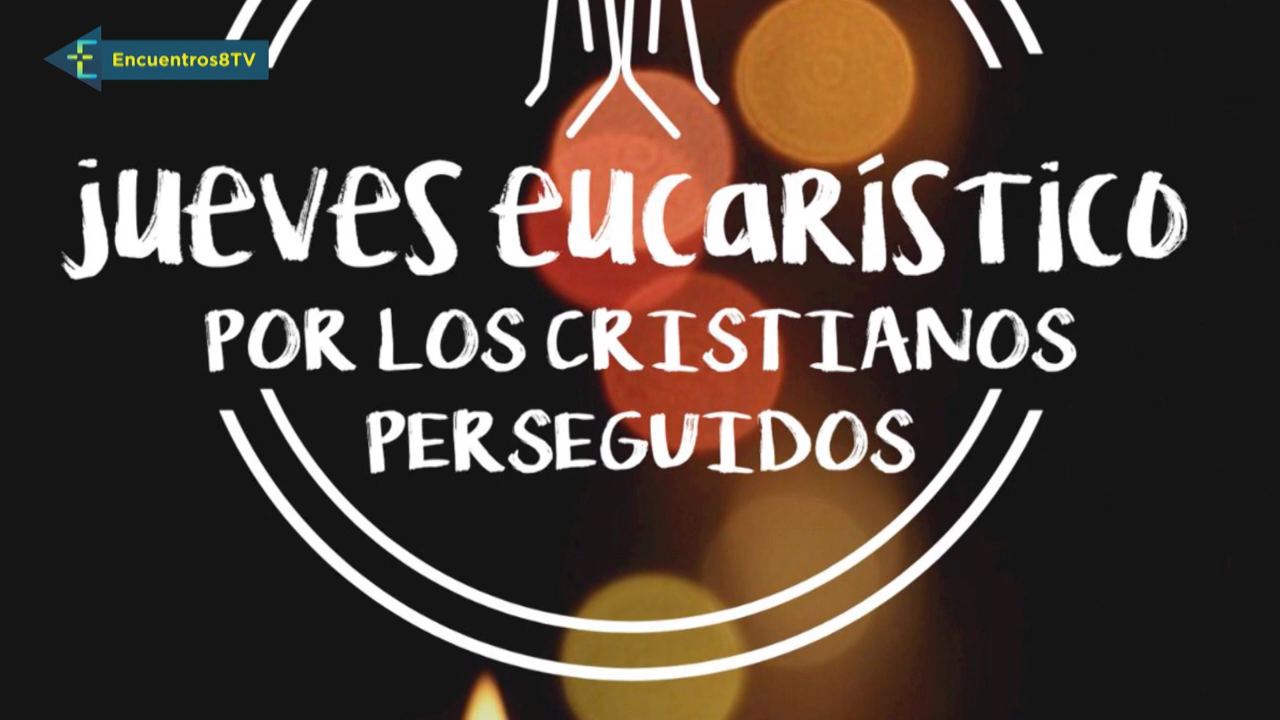 Encuentros8TV
jueves eucarístico
POR LOS CRISTIANOS
PERSEGUIDOS